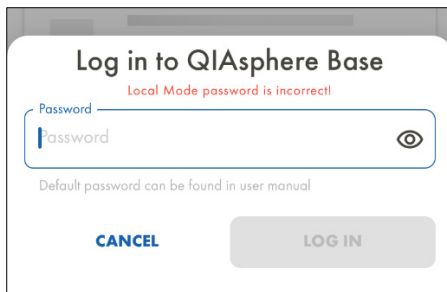 Log in to QIAsphere Base
Local Mode password is incorrect!
Password
Password
Default password can be found in user manual
CANCEL
LOG IN